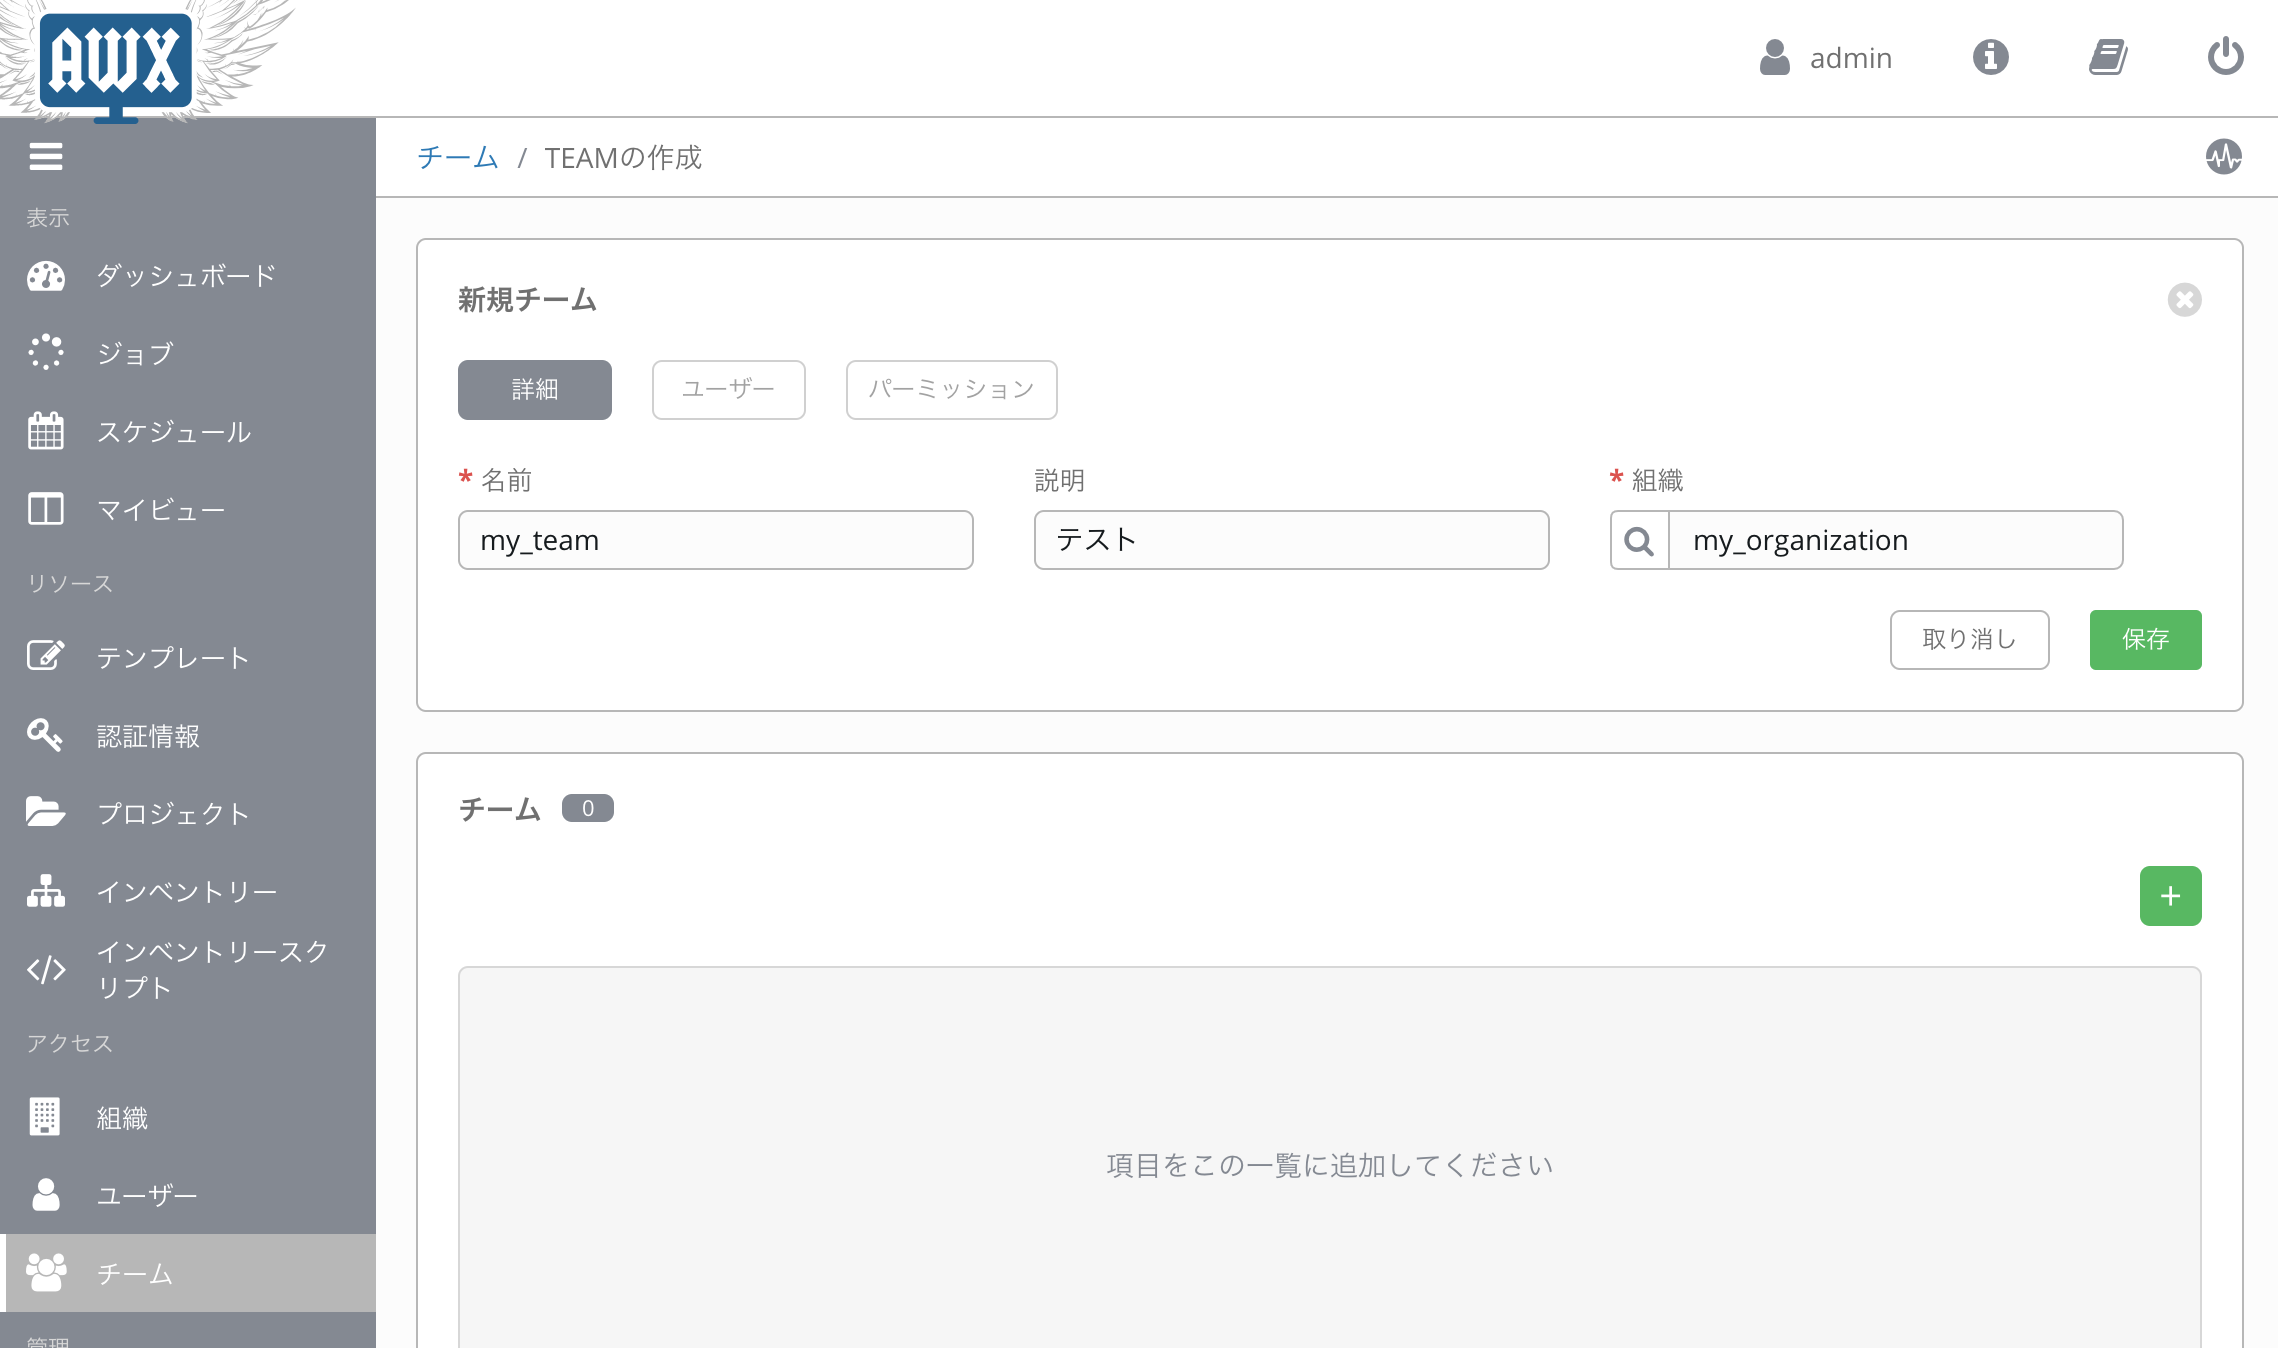 AWX
admin
チーム / TEAMの作成
表示
ダッシュボード
ジョブ
スケジュール
マイビュー
リソース
テンプレート
認証情報
プロジェクト
インベントリー
インベントリースク
リプト
アクセス
組織
ユーザー
チーム
管理
新規チーム
詳細 ユーザー パーミッション
* 名前 説明 * 組織
my_team テスト my_organization
取り消し 保存
チーム 0
+
項目をこの一覧に追加してください